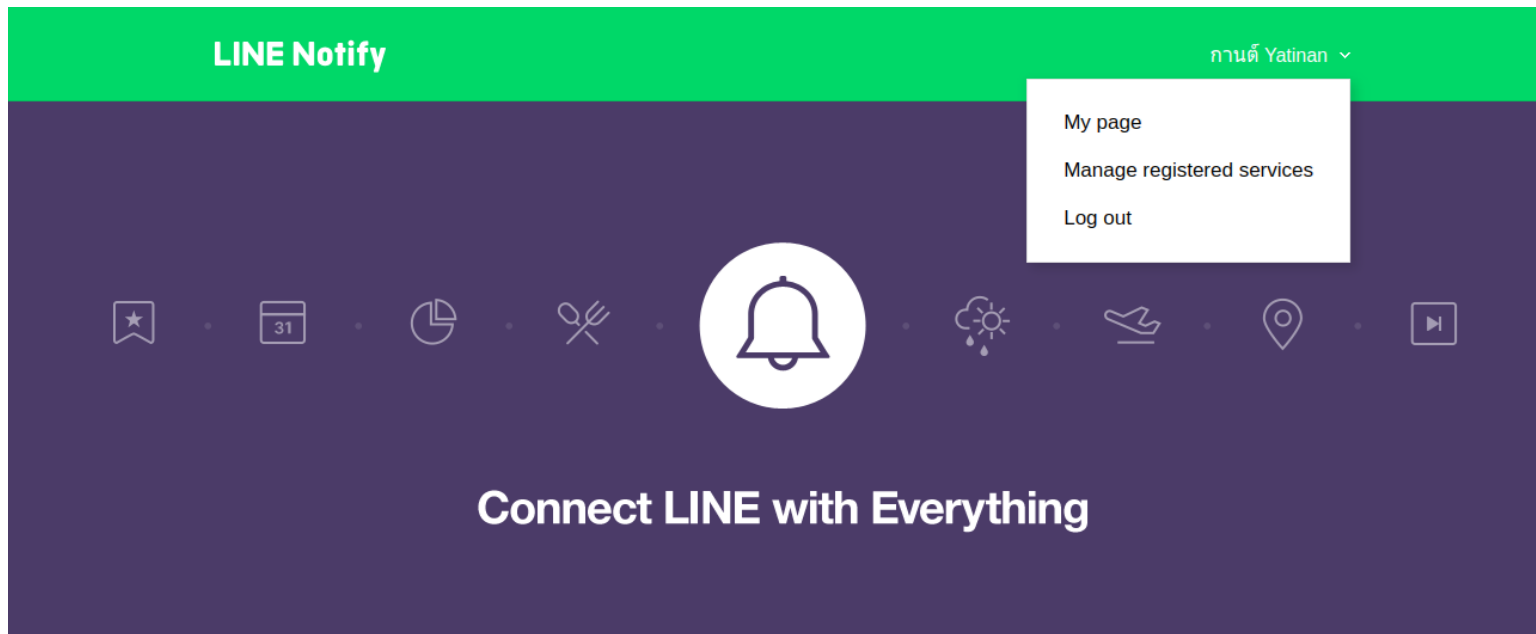 LINE Notify
กานต์ Yatinan
My page
Manage registered services
Log out
31
Connect LINE with Everything